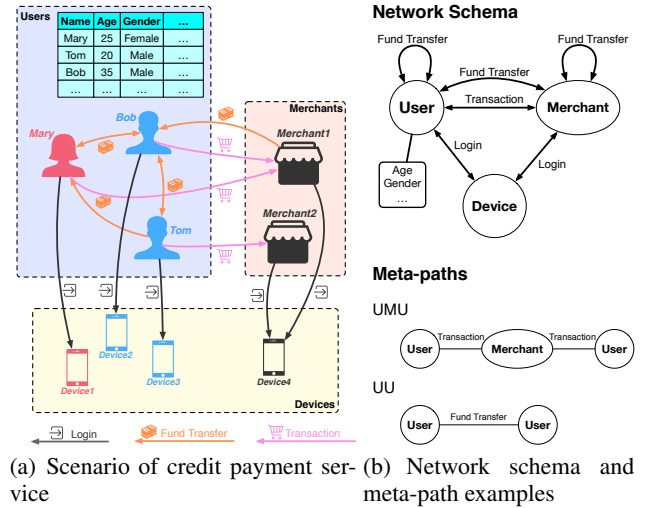 Users
Name Age Gender ...
Mary 25 Female ...
Tom 20 Male ...
Bob 35 Male ...
... ... ... ...
Mary
Bob
Tom
Merchants
Merchant1
Merchant2
Device1
Device2
Device3
Device4
Devices
Login
Fund Transfer
Transaction
(a) Scenario of credit payment ser-
vice
Network Schema
Fund Transfer
Fund Transfer
Fund Transfer
Transaction
User
Merchant
Login
Login
Age
Gender
...
Device
Meta-paths
UMU
User
Transaction
Merchant
Transaction
User
UU
User
Fund Transfer
User
(b) Network schema and
meta-path examples